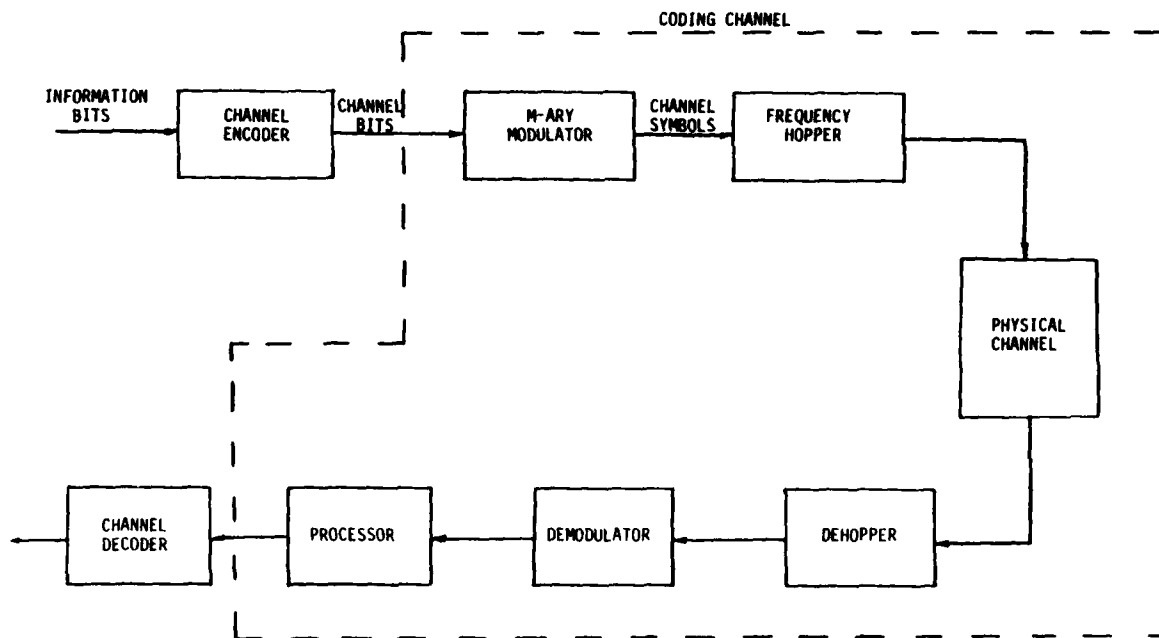 CODING CHANNEL
INFORMATION
BITS
CHANNEL
ENCODER
CHANNEL
BITS
M-ARY
MODULATOR
CHANNEL
SYMBOLS
FREQUENCY
HOPPER
PHYSICAL
CHANNEL
CHANNEL
DECODER
PROCESSOR
DEMODULATOR
DEHOPPER